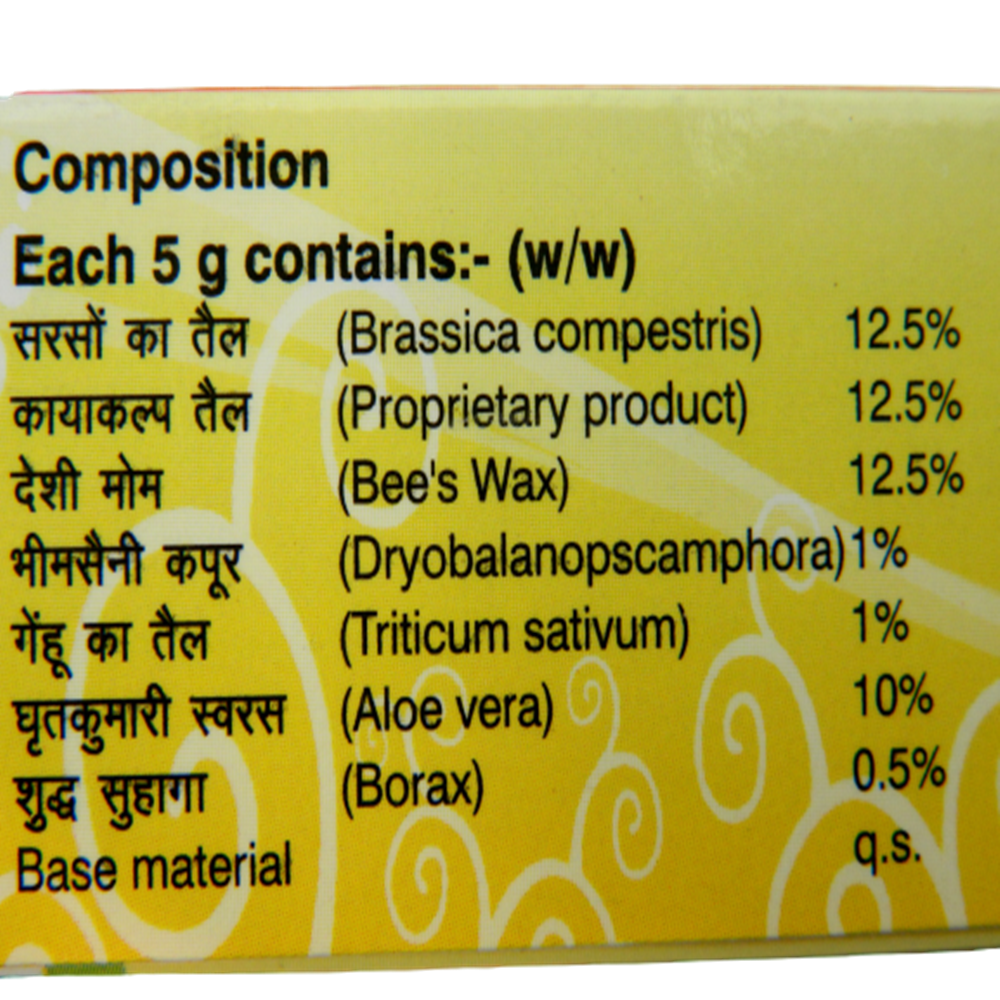 Composition
Each 5 g contains:- (w/w)
सरसों का तैल (Brassica compestris) 12.5%
कायाकल्प तैल (Proprietary product) 12.5%
देशी मोम (Bee's Wax) 12.5%
भीमसैनी कपूर (Dryobalanopscamphora) 1%
गेंहू का तैल (Triticum sativum) 1%
घृतकुमारी स्वरस (Aloe vera) 10%
शुद्ध सुहागा (Borax) 0.5%
Base material q.s.